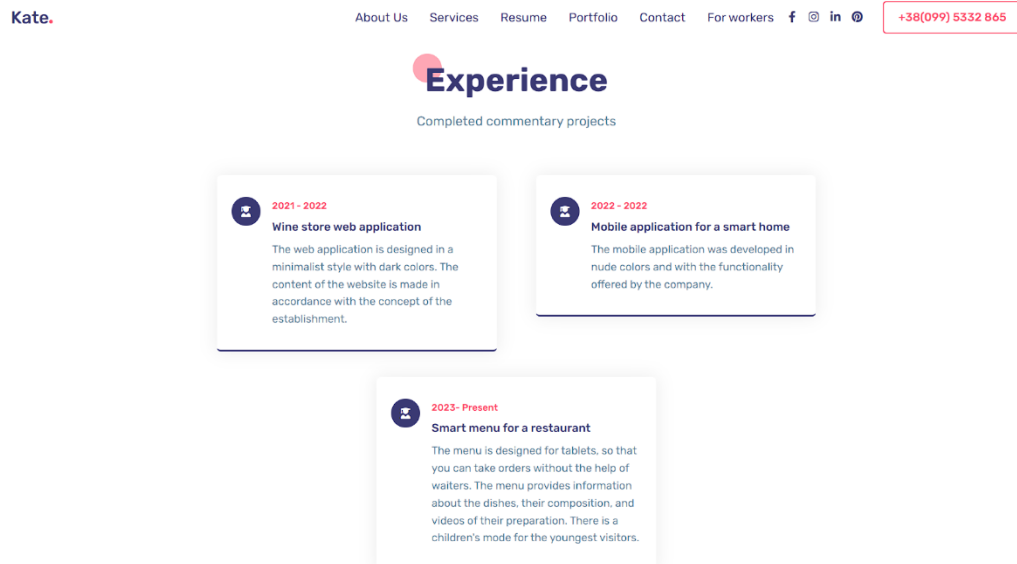 Kate.
About Us Services Resume Portfolio Contact For workers +38(099) 5332 865
Experience
Completed commentary projects
2021 - 2022
Wine store web application
The web application is designed in a
minimalist style with dark colors. The
content of the website is made in
accordance with the concept of the
establishment.
2022 - 2022
Mobile application for a smart home
The mobile application was developed in
nude colors and with the functionality
offered by the company.
2023- Present
Smart menu for a restaurant
The menu is designed for tablets, so that
you can take orders without the help of
waiters. The menu provides information
about the dishes, their composition, and
videos of their preparation. There is a
children's mode for the youngest visitors.